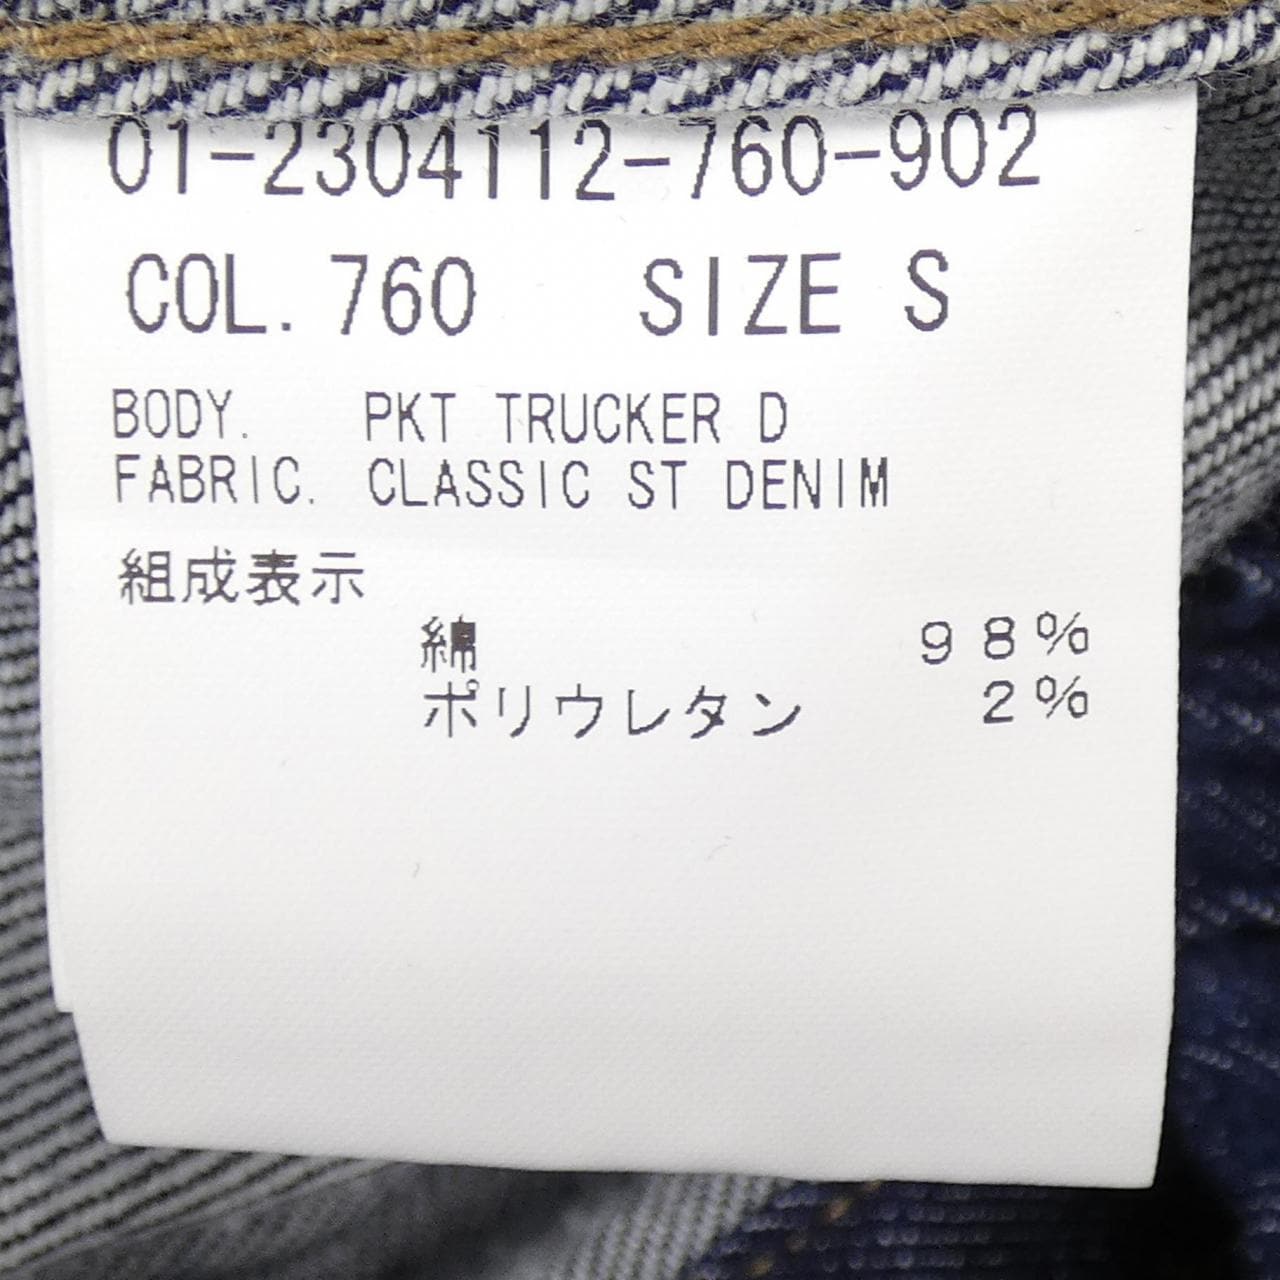 01-2304112-760-902
COL. 760 SIZE S
BODY. PKT TRUCKER D
FABRIC. CLASSIC ST DENIM
組成表示
綿 98%
ポリウレタン 2%